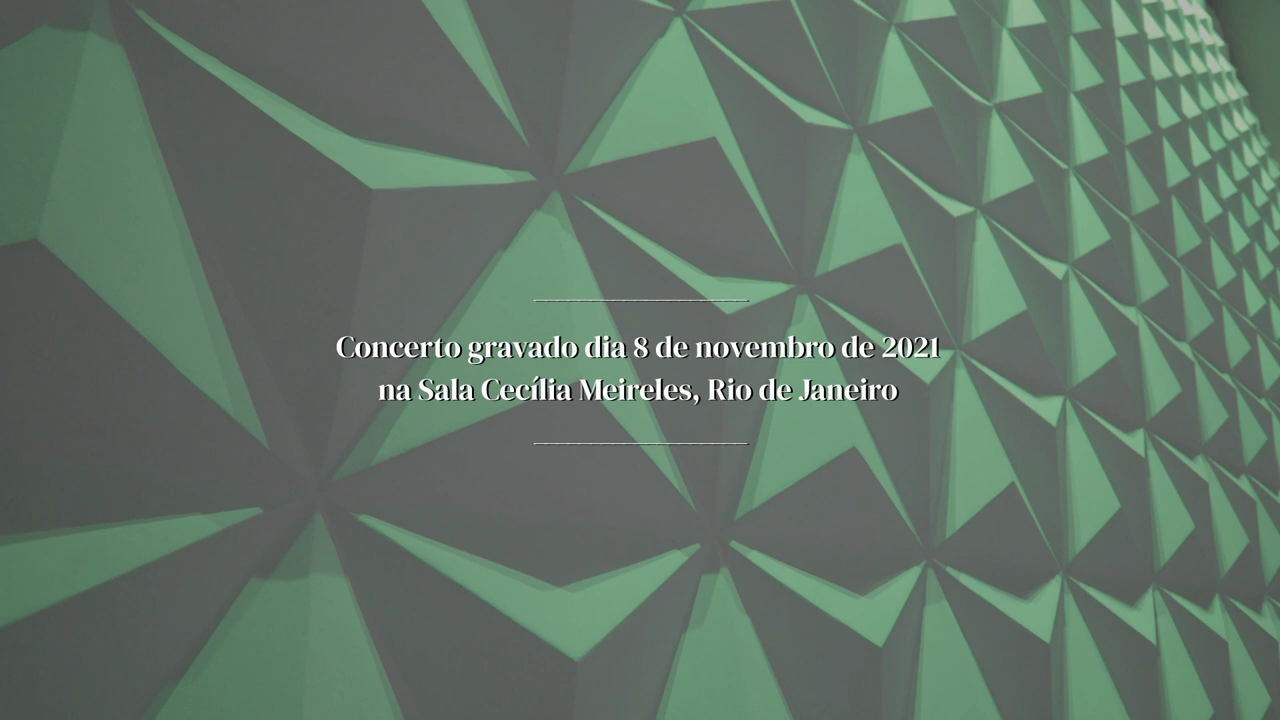 Concerto gravado dia 8 de novembro de 2021
na Sala Cecília Meireles, Rio de Janeiro